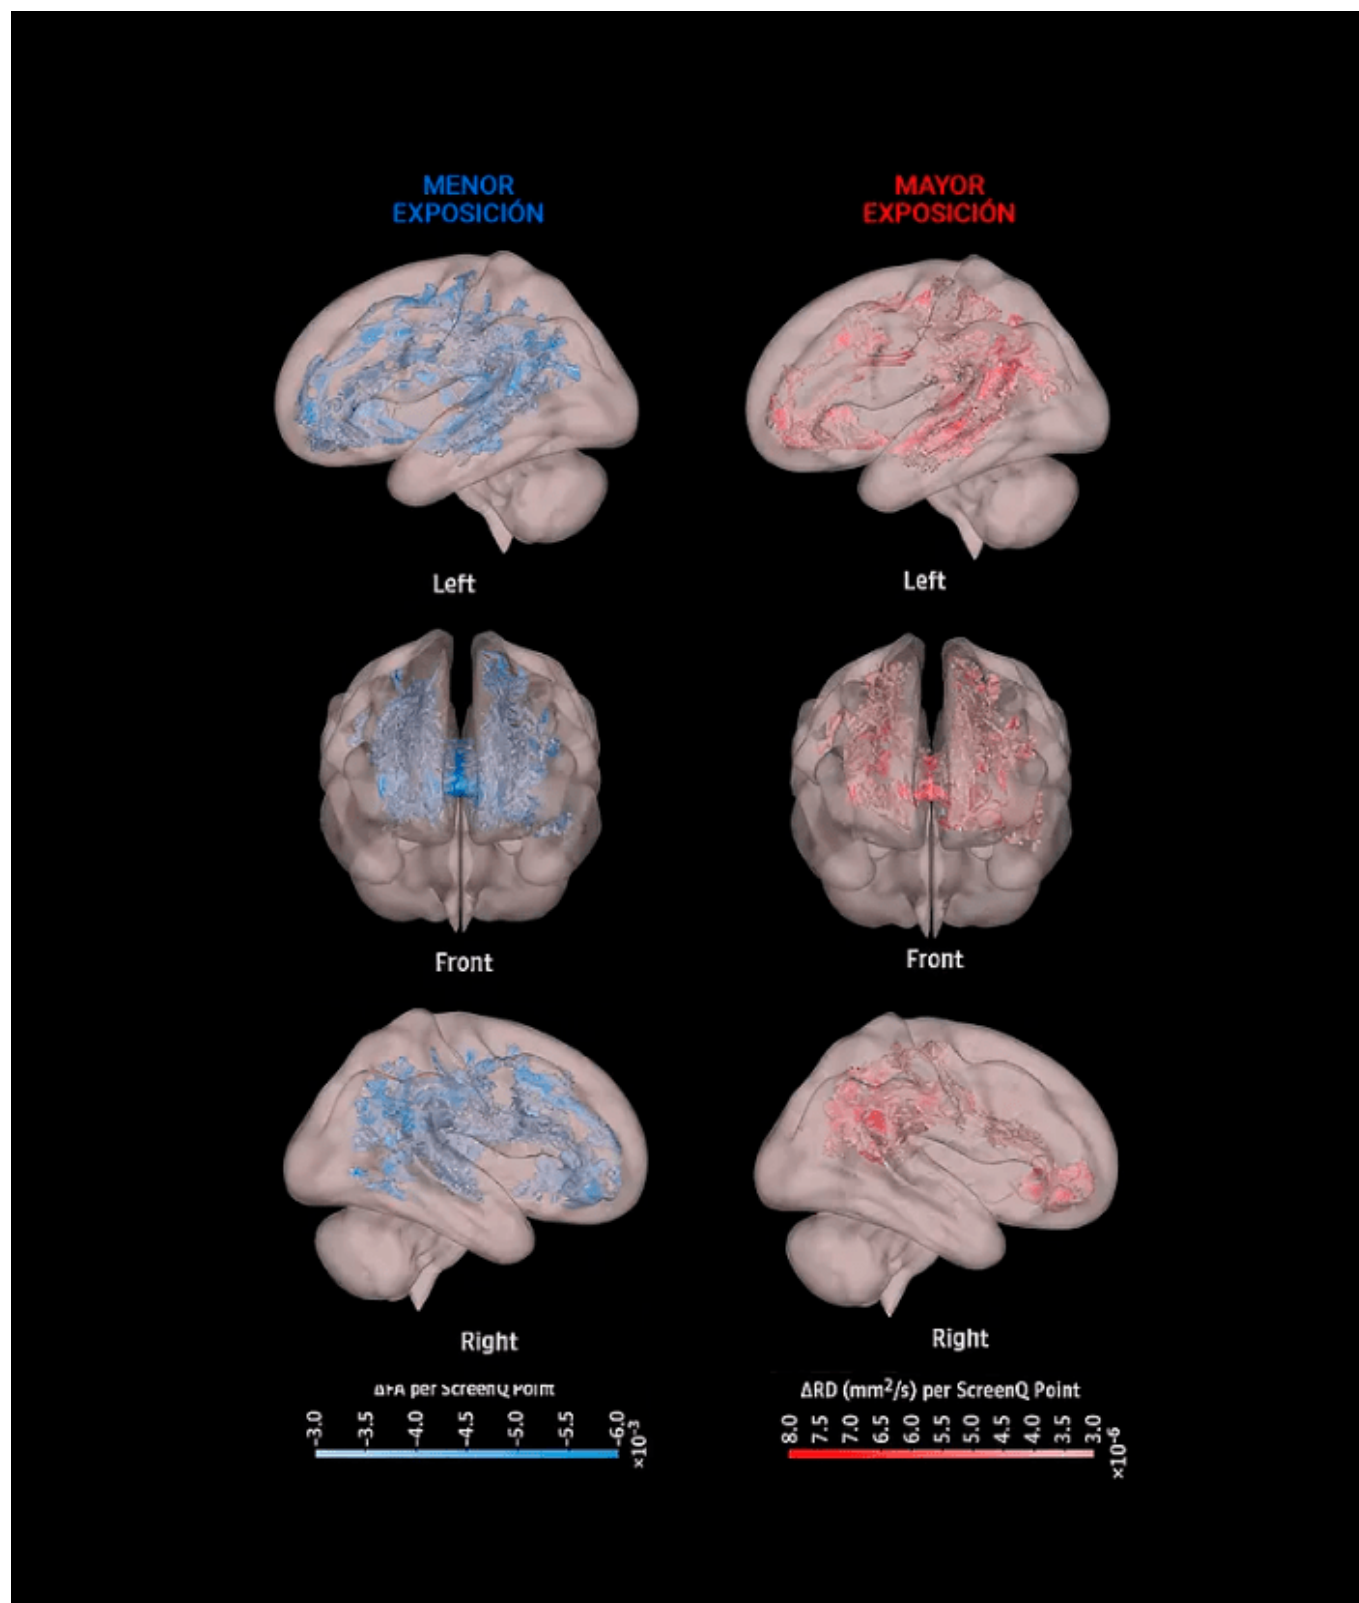 MENOR
EXPOSICIÓN
MAYOR
EXPOSICIÓN
Left
Left
Front
Front
Right
Right
ΔFA per ScreenQ Point
-3.0 -3.5 -4.0 -4.5 -5.0 -5.5 -6.0
×10-3
ΔRD (mm²/s) per ScreenQ Point
8.0 7.5 7.0 6.5 6.0 5.5 5.0 4.5 4.0 3.5 3.0
×10-6